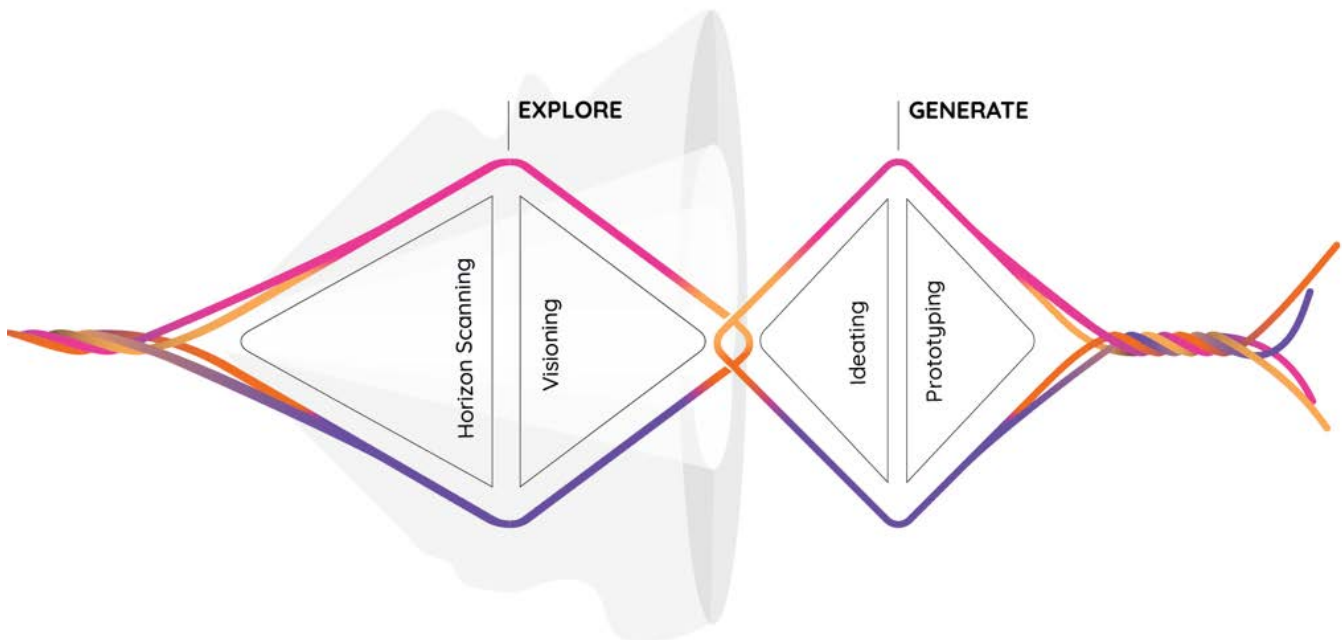 EXPLORE
GENERATE
Horizon Scanning
Visioning
Ideating
Prototyping